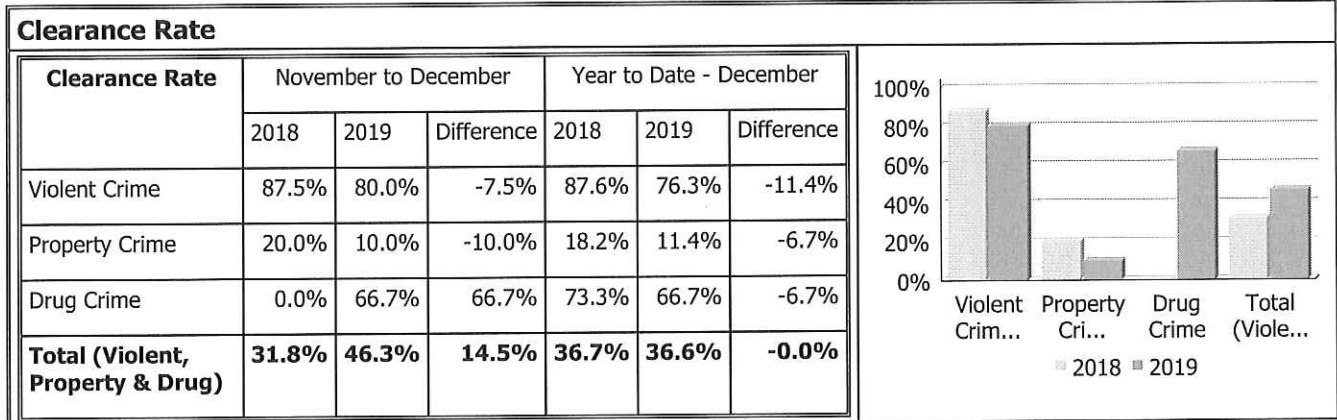 Clearance Rate
Clearance Rate November to December Year to Date - December
2018 2019 Difference 2018 2019 Difference
Violent Crime 87.5% 80.0% -7.5% 87.6% 76.3% -11.4%
Property Crime 20.0% 10.0% -10.0% 18.2% 11.4% -6.7%
Drug Crime 0.0% 66.7% 66.7% 73.3% 66.7% -6.7%
Total (Violent, 31.8% 46.3% 14.5% 36.7% 36.6% -0.0%
Property & Drug)
100%
80%
60%
40%
20%
0%
Violent Property Drug Total
Crim... Cri... Crime (Viole...
2018 2019